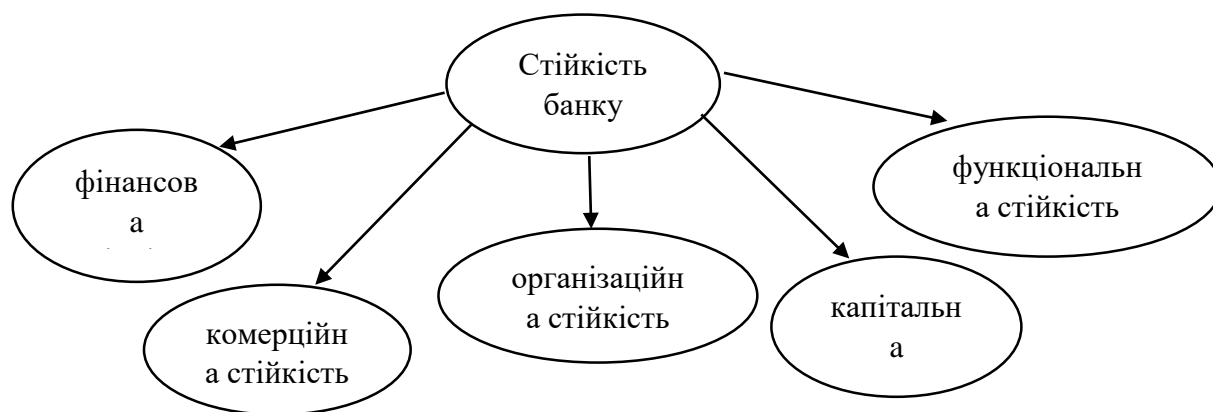 Стійкість
банку
фінансов
а
функціональн
а стійкість
організаційн
а стійкість
капітальн
а
комерційн
а стійкість